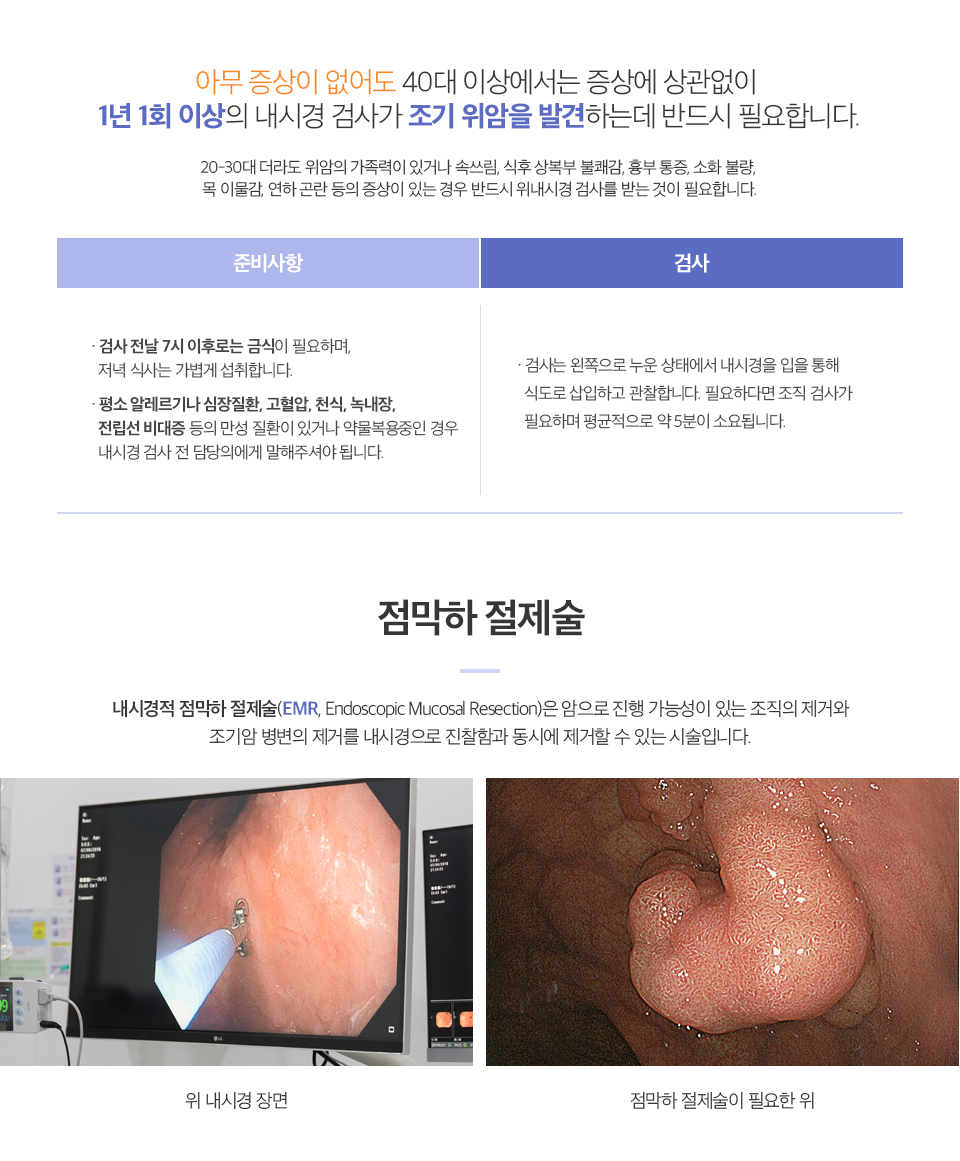 아무 증상이 없어도 40대 이상에서는 증상에 상관없이
1년 1회 이상의 내시경 검사가 조기 위암을 발견하는데 반드시 필요합니다.
20-30대 더라도 위암의 가족력이 있거나 속쓰림, 식후 상복부 불쾌감, 흉부 통증, 소화 불량,
목 이물감, 연하 곤란 등의 증상이 있는 경우 반드시 위내시경 검사를 받는 것이 필요합니다.
준비사항
· 검사 전날 7시 이후로는 금식이 필요하며,
저녁 식사는 가볍게 섭취합니다.
· 평소 알레르기나 심장질환, 고혈압, 천식, 녹내장,
전립선 비대증 등의 만성 질환이 있거나 약물복용중인 경우
내시경 검사 전 담당의에게 말해주셔야 됩니다.
검사
· 검사는 왼쪽으로 누운 상태에서 내시경을 입을 통해
식도로 삽입하고 관찰합니다. 필요하다면 조직 검사가
필요하며 평균적으로 약 5분이 소요됩니다.
점막하 절제술
내시경적 점막하 절제술(EMR, Endoscopic Mucosal Resection)은 암으로 진행 가능성이 있는 조직의 제거와
조기암 병변의 제거를 내시경으로 진찰함과 동시에 제거할 수 있는 시술입니다.
Name:
Sex: Age:
D.O.B.:
21:24:55
Comment:
LG
위 내시경 장면
점막하 절제술이 필요한 위